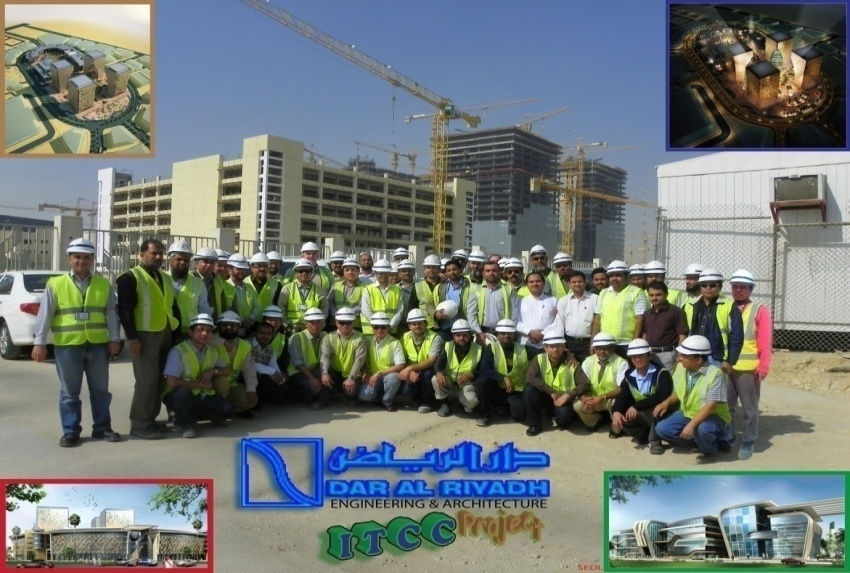 دار الرياض
DAR AL RIYADH
ENGINEERING & ARCHITECTURE
ITCC Project